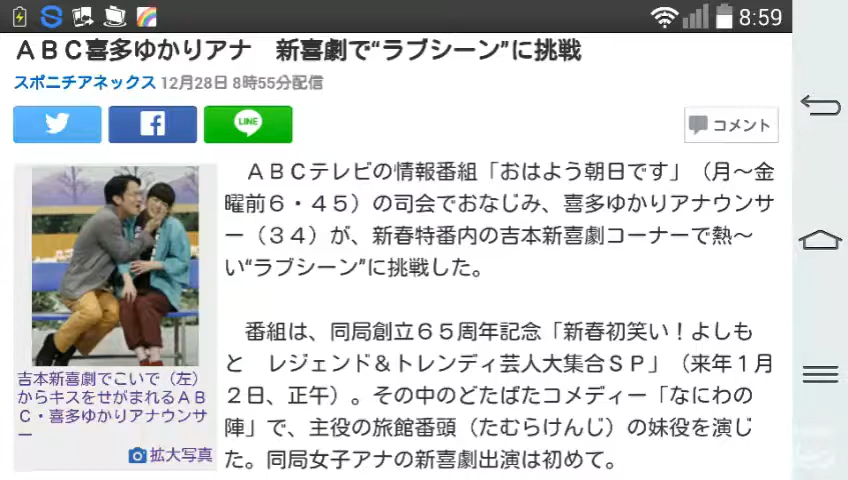 8:59
ABC喜多ゆかりアナ　新喜劇で“ラブシーン”に挑戦
スポニチアネックス 12月28日 8時55分配信
LINE
コメント
ABCテレビの情報番組「おはよう朝日です」（月〜金
曜前6・45）の司会でおなじみ、喜多ゆかりアナウンサ
ー（34）が、新春特番内の吉本新喜劇コーナーで熱〜
い“ラブシーン”に挑戦した。
番組は、同局創立65周年記念「新春初笑い！よしも
と　レジェンド＆トレンディ芸人大集合SP」（来年1月
2日、正午）。その中のどたばたコメディー「なにわの
陣」で、主役の旅館番頭（たむらけんじ）の妹役を演じ
た。同局女子アナの新喜劇出演は初めて。
吉本新喜劇でこいで（左）
からキスをせがまれるAB
C・喜多ゆかりアナウンサ
ー
拡大写真